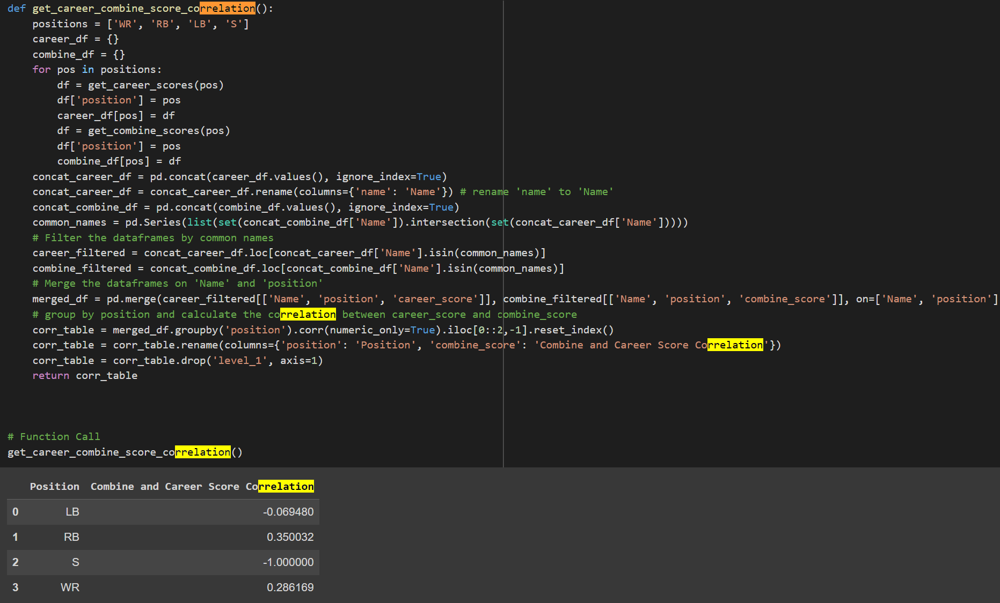 def get_career_combine_score_correlation():
    positions = ['WR', 'RB', 'LB', 'S']
    career_df = {}
    combine_df = {}
    for pos in positions:
        df = get_career_scores(pos)
        df['position'] = pos
        career_df[pos] = df
        df = get_combine_scores(pos)
        df['position'] = pos
        combine_df[pos] = df
    concat_career_df = pd.concat(career_df.values(), ignore_index=True)
    concat_career_df = concat_career_df.rename(columns={'name': 'Name'}) # rename 'name' to 'Name'
    concat_combine_df = pd.concat(combine_df.values(), ignore_index=True)
    common_names = pd.Series(list(set(concat_combine_df['Name']).intersection(set(concat_career_df['Name']))))
    # Filter the dataframes by common names
    career_filtered = concat_career_df.loc[concat_career_df['Name'].isin(common_names)]
    combine_filtered = concat_combine_df.loc[concat_combine_df['Name'].isin(common_names)]
    # Merge the dataframes on 'Name' and 'position'
    merged_df = pd.merge(career_filtered[['Name', 'position', 'career_score']], combine_filtered[['Name', 'position', 'combine_score']], on=['Name', 'position']
    # group by position and calculate the correlation between career_score and combine_score
    corr_table = merged_df.groupby('position').corr(numeric_only=True).iloc[0::2,-1].reset_index()
    corr_table = corr_table.rename(columns={'position': 'Position', 'combine_score': 'Combine and Career Score Correlation'})
    corr_table = corr_table.drop('level_1', axis=1)
    return corr_table
# Function Call
get_career_combine_score_correlation()
Position Combine and Career Score Correlation
0 LB -0.069480
1 RB 0.350032
2 S -1.000000
3 WR 0.286169